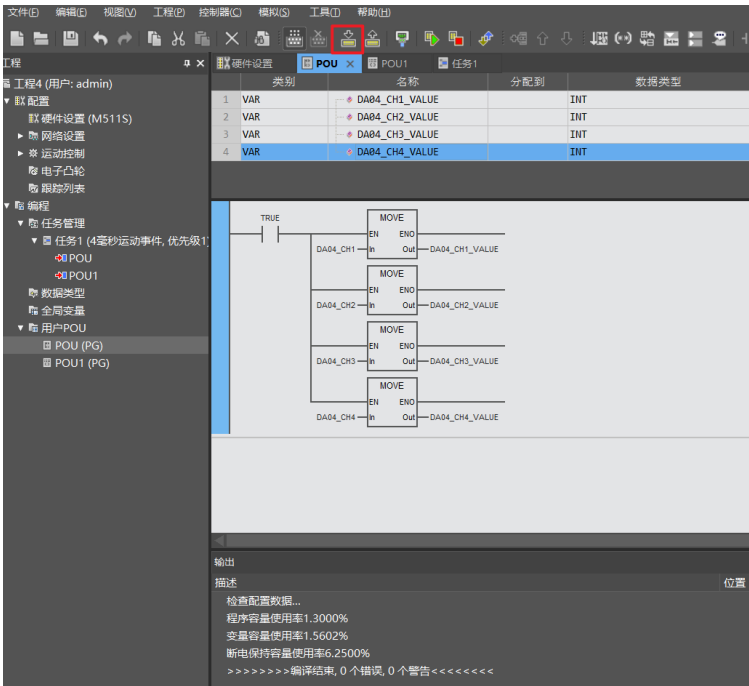 文件(F) 编辑(E) 视图(V) 工程(P) 控制器(C) 模拟(S) 工具(T) 帮助(H)
工程
硬件设置 POU POU1 任务1
工程4 (用户: admin)
配置
硬件设置 (M511S)
网络设置
运动控制
电子凸轮
跟踪列表
编程
任务管理
任务1 (4毫秒运动事件, 优先级1
POU
POU1
数据类型
全局变量
用户POU
POU (PG)
POU1 (PG)
类别 名称 分配到 数据类型
1 VAR DA04_CH1_VALUE INT
2 VAR DA04_CH2_VALUE INT
3 VAR DA04_CH3_VALUE INT
4 VAR DA04_CH4_VALUE INT
TRUE MOVE
EN ENO
DA04_CH1 In Out DA04_CH1_VALUE
MOVE
EN ENO
DA04_CH2 In Out DA04_CH2_VALUE
MOVE
EN ENO
DA04_CH3 In Out DA04_CH3_VALUE
MOVE
EN ENO
DA04_CH4 In Out DA04_CH4_VALUE
输出
描述 位置
检查配置数据...
程序容量使用率1.3000%
变量容量使用率1.5602%
断电保持容量使用率6.2500%
>>>>>>>>编译结束, 0 个错误, 0 个警告<<<<<<<<